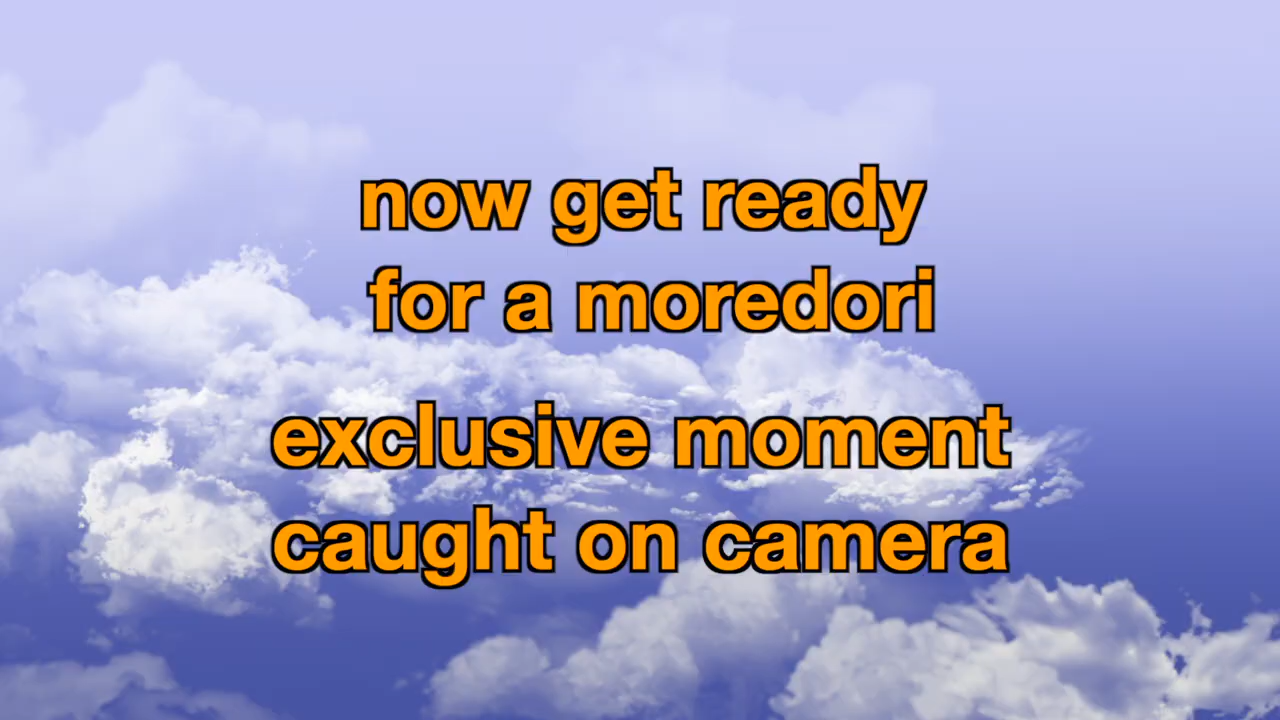 now get ready
for a moredori
exclusive moment
caught on camera